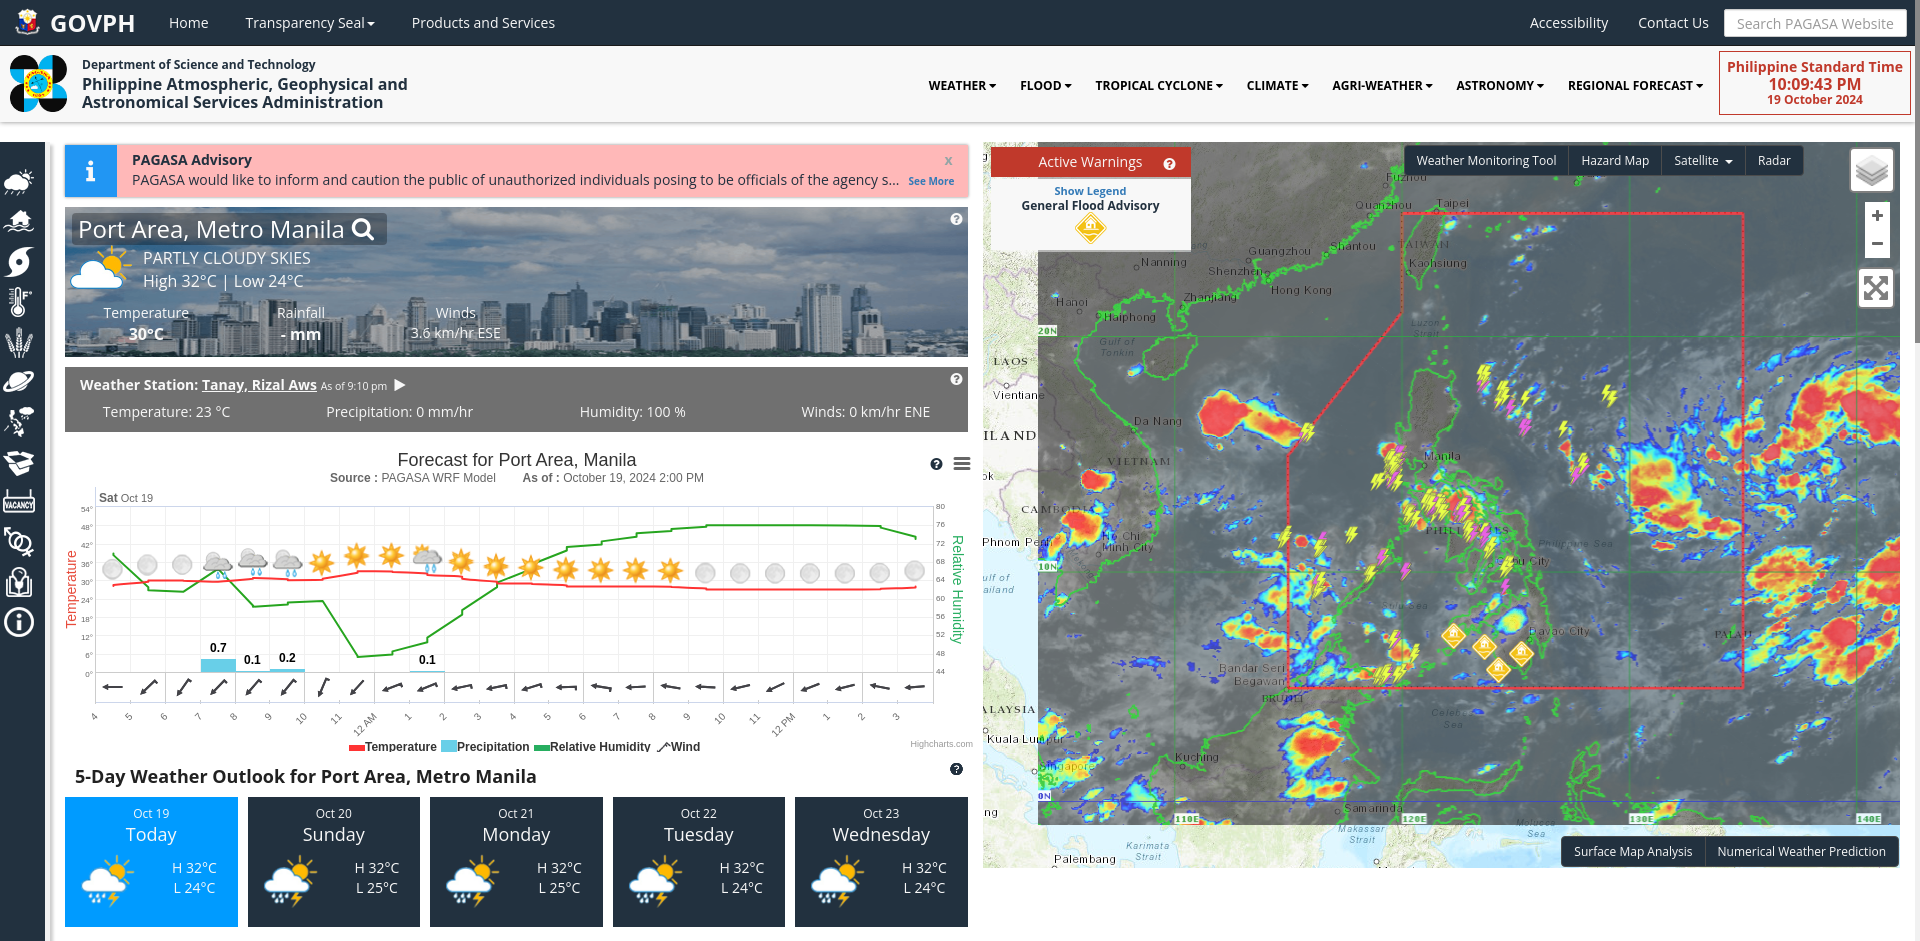 GOVPH
Home
Transparency Seal
Products and Services
Accessibility
Contact Us
Search PAGASA Website
Department of Science and Technology
Philippine Atmospheric, Geophysical and
Astronomical Services Administration
WEATHER
FLOOD
TROPICAL CYCLONE
CLIMATE
AGRI-WEATHER
ASTRONOMY
REGIONAL FORECAST
Philippine Standard Time
10:09:43 PM
19 October 2024
PAGASA Advisory
x
PAGASA would like to inform and caution the public of unauthorized individuals posing to be officials of the agency s...
See More
Port Area, Metro Manila
PARTLY CLOUDY SKIES
High 32°C | Low 24°C
Temperature
Rainfall
Winds
30°C
- mm
3.6 km/hr ESE
Weather Station: Tanay, Rizal Aws As of 9:10 pm
Temperature: 23 °C
Precipitation: 0 mm/hr
Humidity: 100 %
Winds: 0 km/hr ENE
Forecast for Port Area, Manila
Source : PAGASA WRF Model
As of : October 19, 2024 2:00 PM
Sat Oct 19
54°
48°
42°
36°
30°
24°
18°
12°
6°
0°
Temperature
80
76
72
68
64
60
56
52
48
44
Relative Humidity
0.7
0.1
0.2
0.1
4
5
6
7
8
9
10
11
12 AM
1
2
3
4
5
6
7
8
9
10
11
12 PM
1
2
3
Temperature
Precipitation
Relative Humidity
Wind
Highcharts.com
5-Day Weather Outlook for Port Area, Metro Manila
Oct 19
Today
H 32°C
L 24°C
Oct 20
Sunday
H 32°C
L 25°C
Oct 21
Monday
H 32°C
L 25°C
Oct 22
Tuesday
H 32°C
L 24°C
Oct 23
Wednesday
H 32°C
L 24°C
VACANCY
Active Warnings
Show Legend
General Flood Advisory
Weather Monitoring Tool
Hazard Map
Satellite
Radar
+
−
Fuzhou
Quanzhou
Taipei
TAIWAN
Kaohsiung
Shantou
Guangzhou
Shenzhen
Hong Kong
Nanning
Zhanjiang
Hanoi
Haiphong
Gulf of
Tonkin
20N
Luzon
Strait
LAOS
Vientiane
Da Nang
ILAND
VIETNAM
ok
Manila
CAMBODIA
Phnom Penh
Ho Chi
Minh City
PHILIPPINES
Philippine Sea
Cebu City
10N
ulf of
ailand
Sulu Sea
Davao City
PALAU
Bandar Seri
Begawan
BRUNEI
ALAYSIA
Kuala Lumpur
Celebes
Sea
Singapore
Kuching
0N
ng
Samarinda
110E
120E
130E
140E
Makassar
Strait
Molucca
Sea
Karimata
Strait
Palembang
Surface Map Analysis
Numerical Weather Prediction